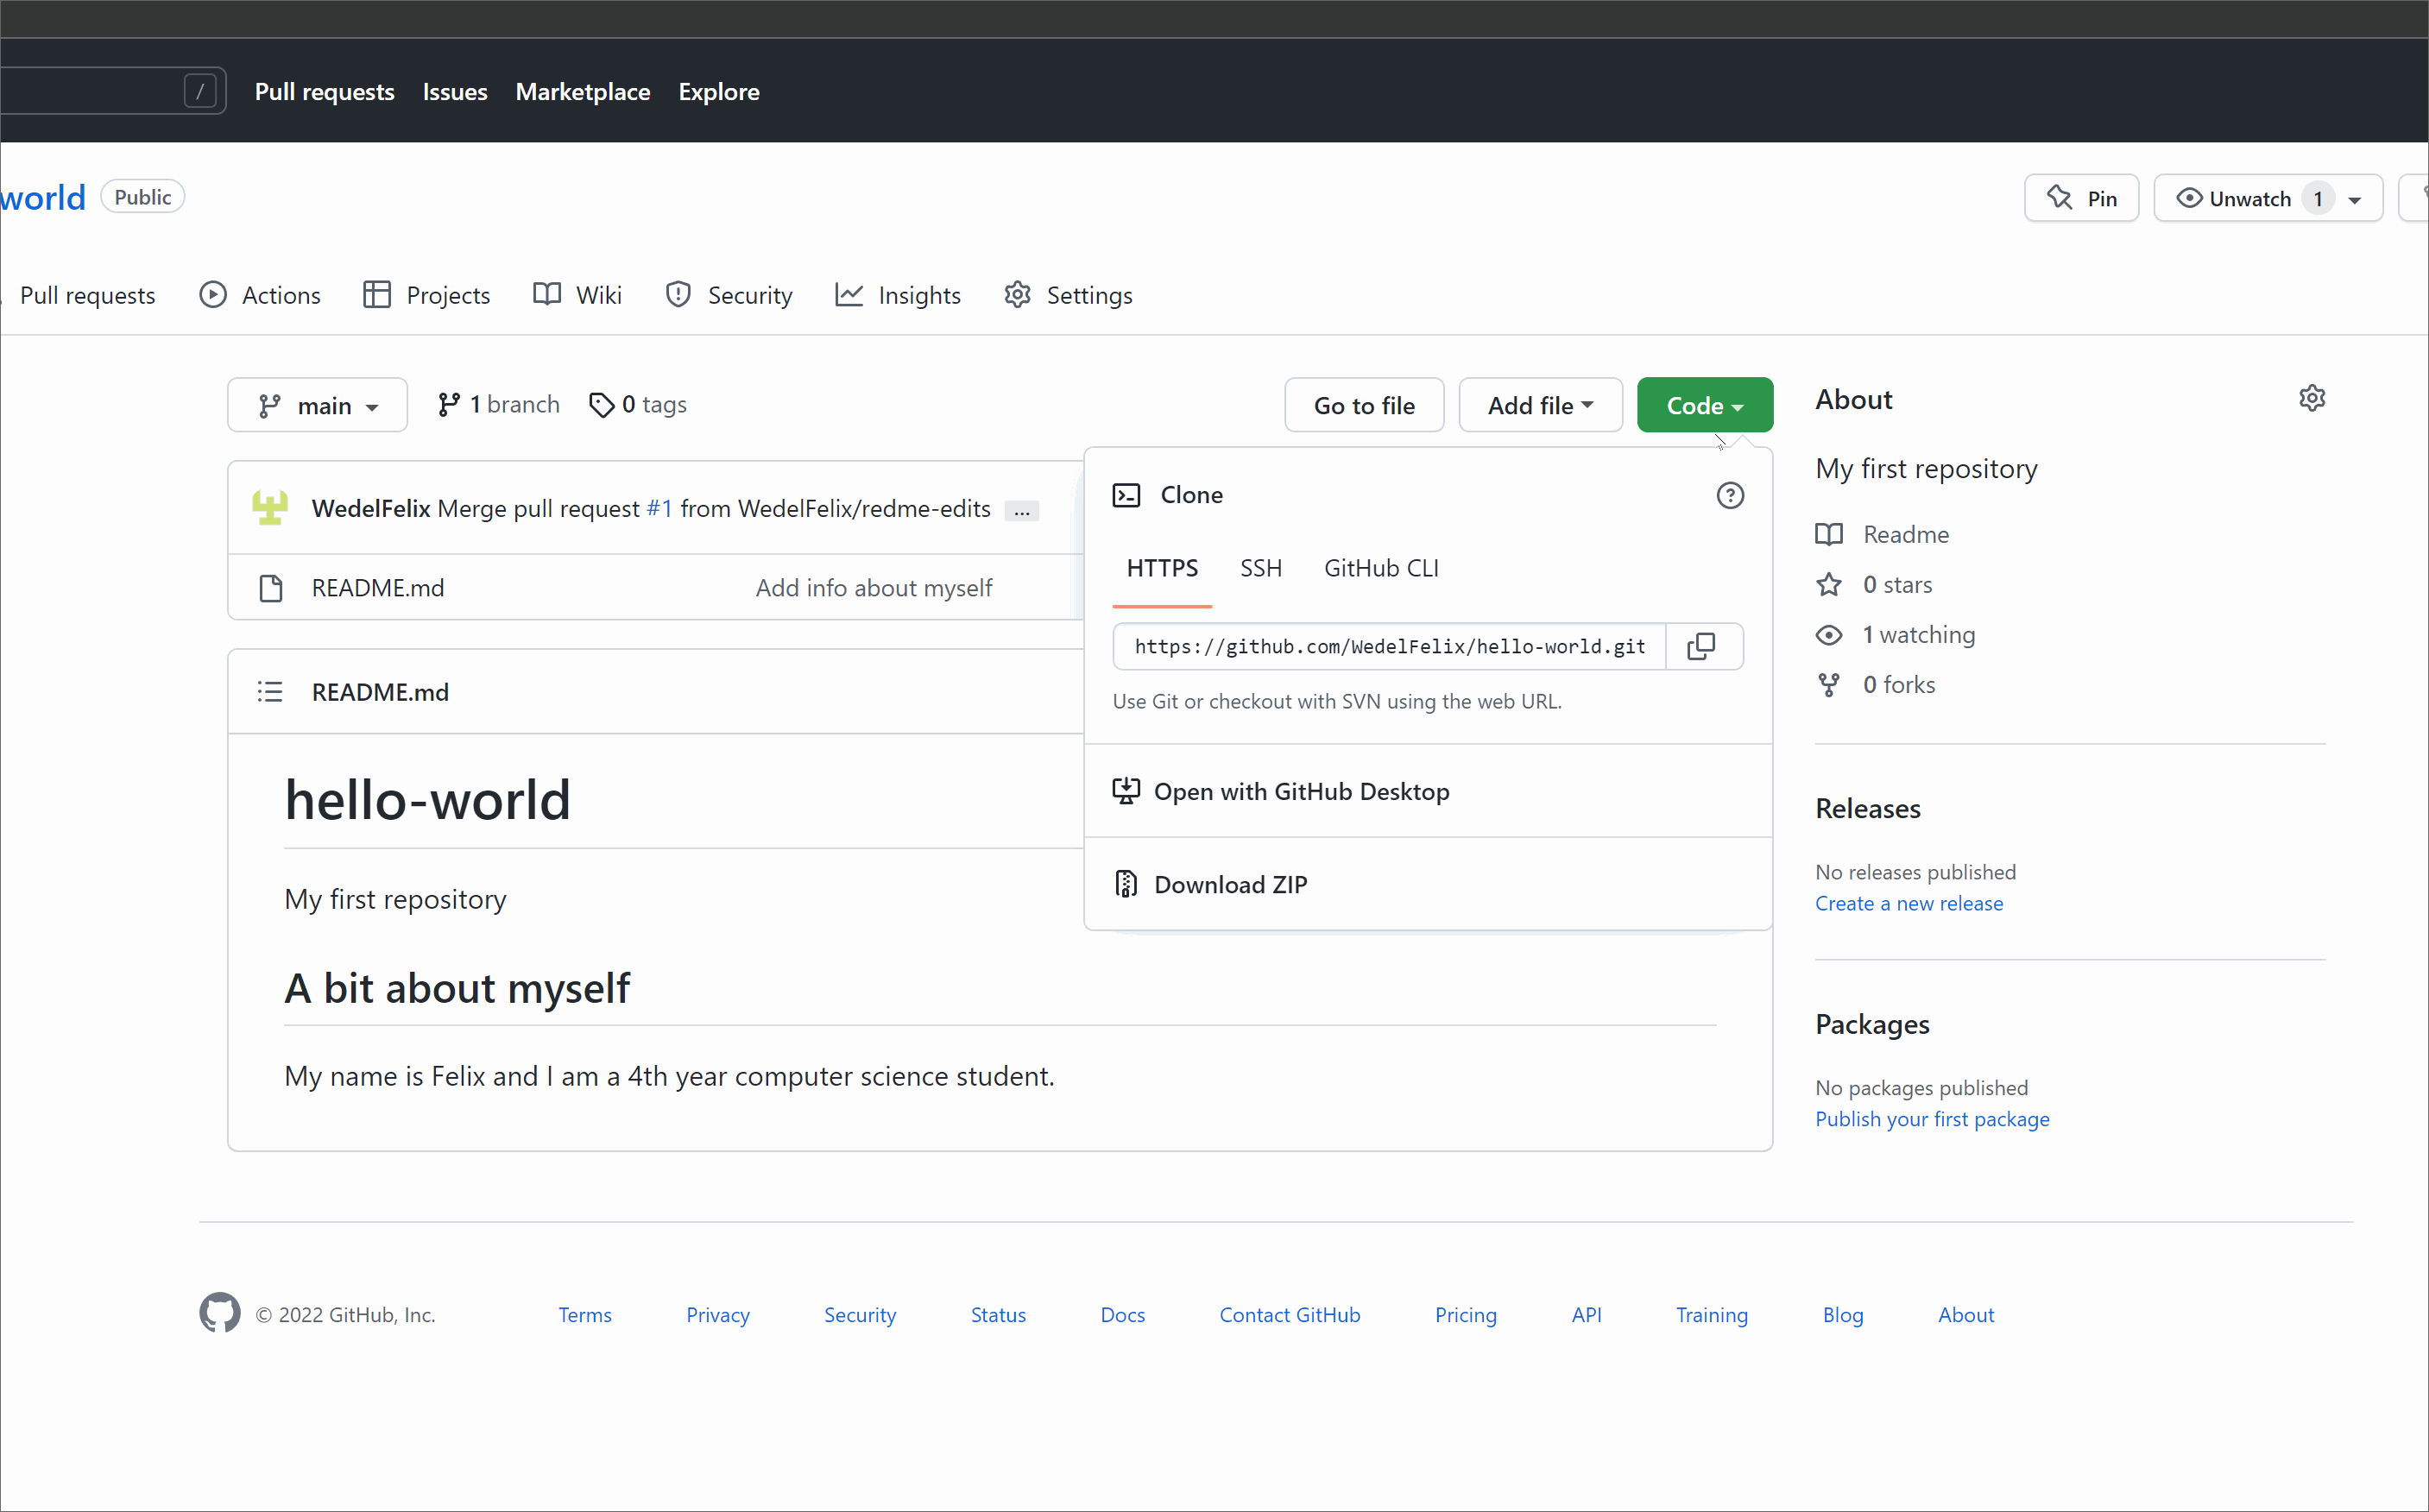 / Pull requests Issues Marketplace Explore
world Public Pin Unwatch 1
Pull requests Actions Projects Wiki Security Insights Settings
main 1 branch 0 tags Go to file Add file Code
WedelFelix Merge pull request #1 from WedelFelix/redme-edits ...
README.md Add info about myself
README.md
hello-world
My first repository
A bit about myself
My name is Felix and I am a 4th year computer science student.
Clone
HTTPS SSH GitHub CLI
https://github.com/WedelFelix/hello-world.git
Use Git or checkout with SVN using the web URL.
Open with GitHub Desktop
Download ZIP
About
My first repository
Readme
0 stars
1 watching
0 forks
Releases
No releases published
Create a new release
Packages
No packages published
Publish your first package
© 2022 GitHub, Inc. Terms Privacy Security Status Docs Contact GitHub Pricing API Training Blog About